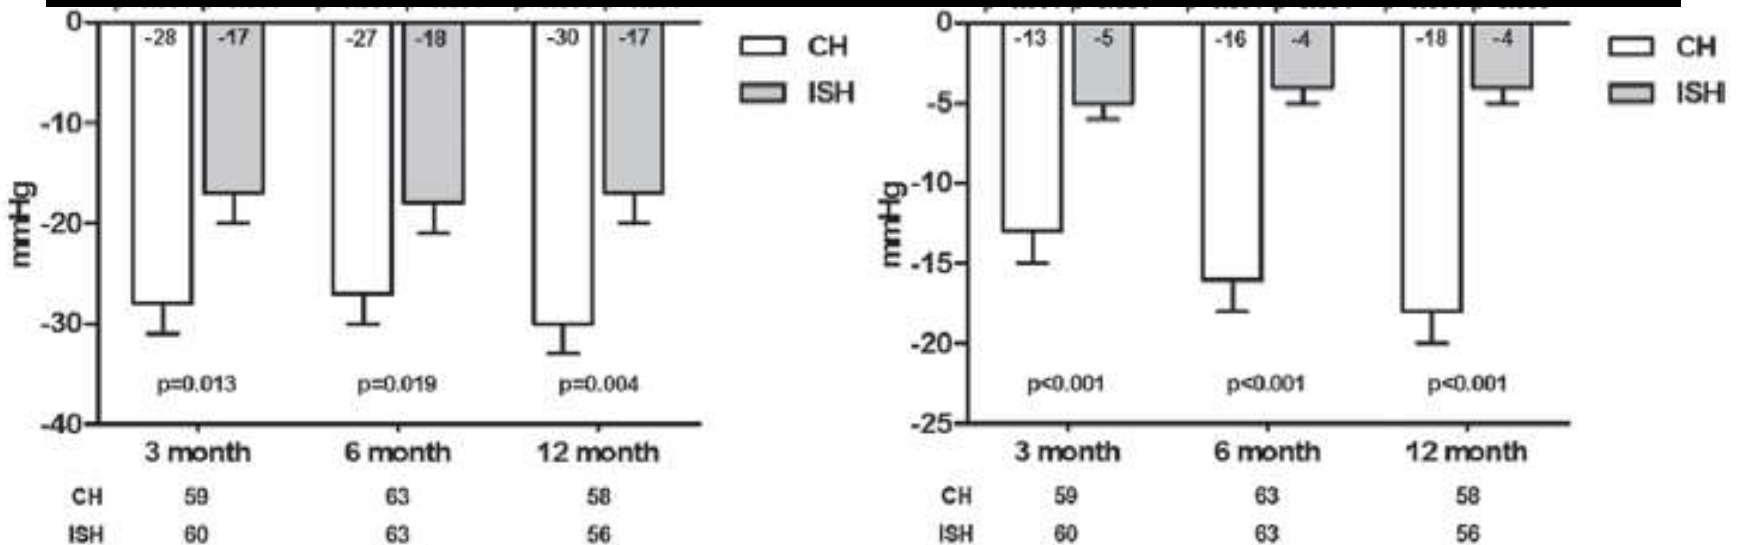 0 -28 -17 -27 -18 -30 -17
CH
ISH
-10
mmHg
-20
-30
p=0.013 p=0.019 p=0.004
-40
3 month 6 month 12 month
CH 59 63 58
ISH 60 63 56
0 -13 -5 -16 -4 -18 -4
CH
ISH
-5
-10
mmHg
-15
-20
p<0.001 p<0.001 p<0.001
-25
3 month 6 month 12 month
CH 59 63 58
ISH 60 63 56